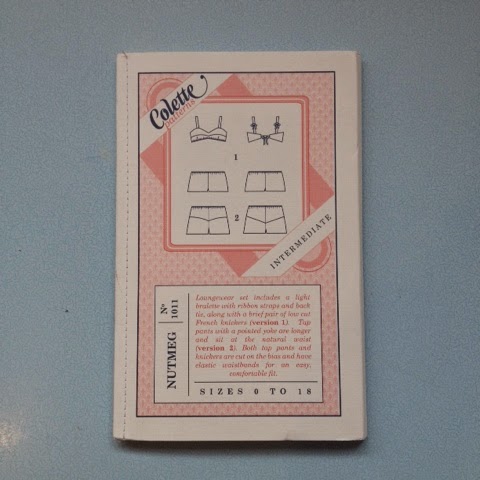 Colette
patterns
1
2
INTERMEDIATE
NUTMEG
Nº
1011
Loungewear set includes a light
bralette with ribbon straps and back
tie, along with a brief pair of low cut
French knickers (version 1). Tap
pants with a pointed yoke are longer
and sit at the natural waist
(version 2). Both tap pants and
knickers are cut on the bias and have
elastic waistbands for an easy,
comfortable fit.
SIZES 0 TO 18